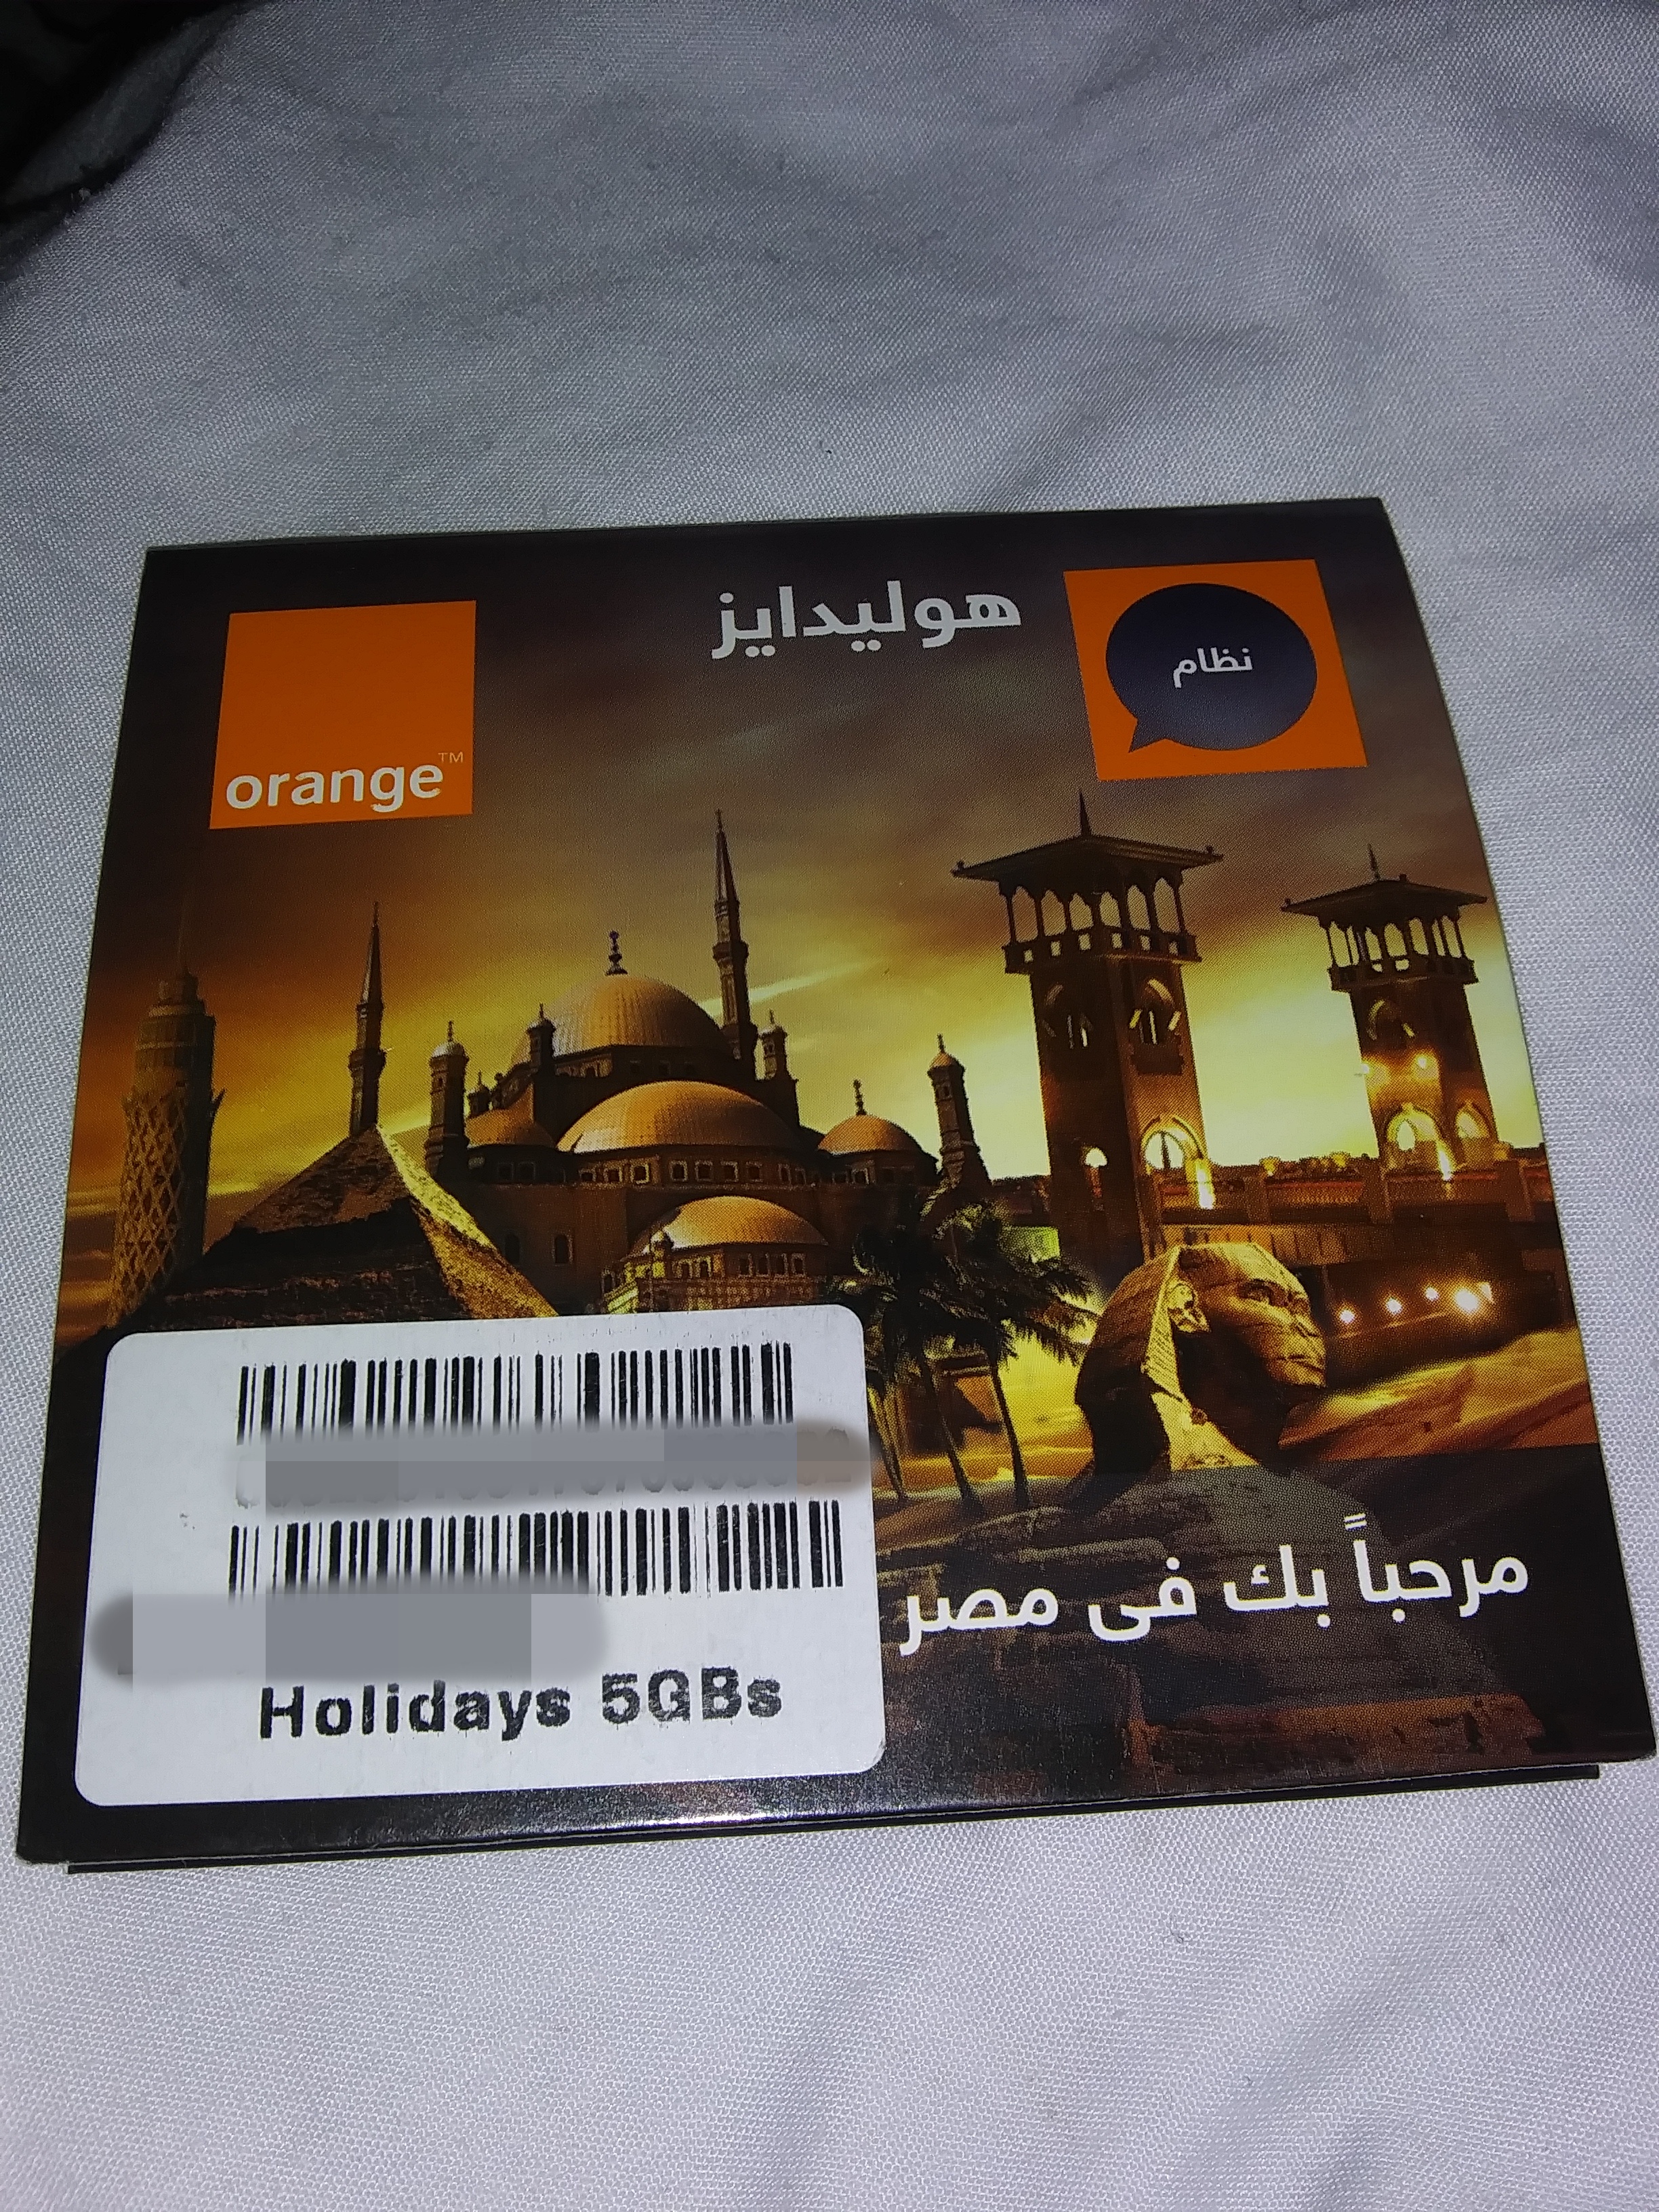 هوليدايز
نظام
orange™
مرحباً بك فى مصر
Holidays 5GBs